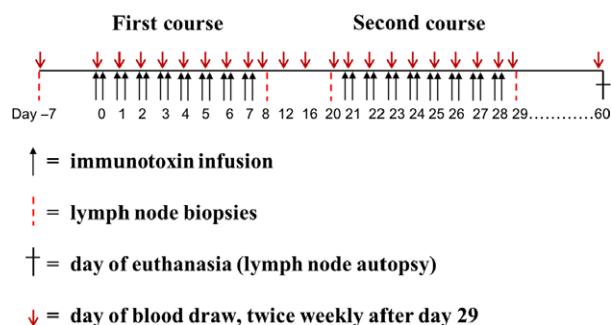 First course Second course
Day –7 0 1 2 3 4 5 6 7 8 12 16 20 21 22 23 24 25 26 27 28 29............60
= immunotoxin infusion
= lymph node biopsies
= day of euthanasia (lymph node autopsy)
= day of blood draw, twice weekly after day 29